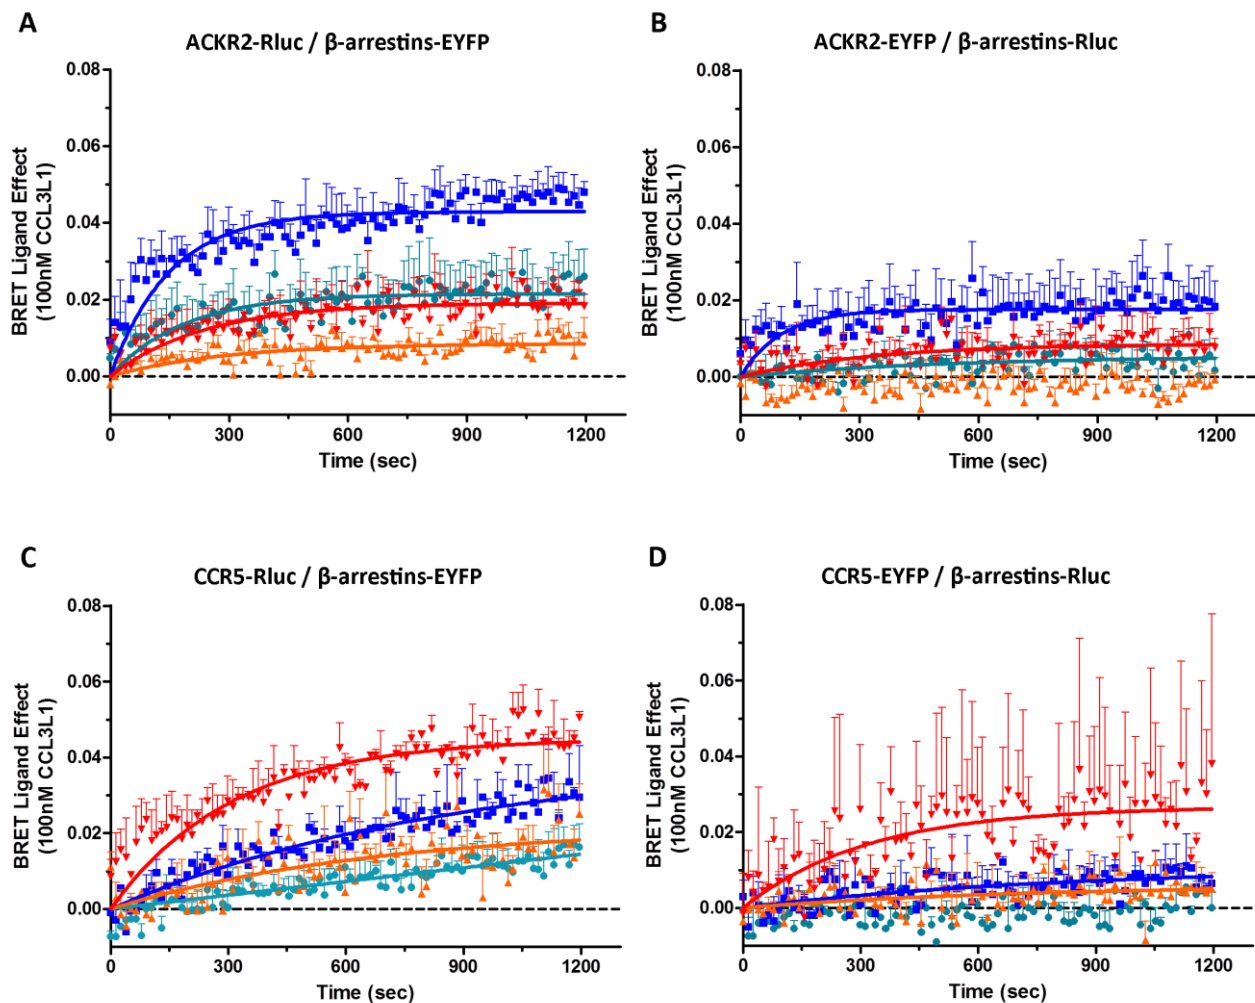 A
ACKR2-Rluc / β-arrestins-EYFP
BRET Ligand Effect
(100nM CCL3L1)
0.08
0.06
0.04
0.02
0.00
0
300
600
900
1200
Time (sec)
B
ACKR2-EYFP / β-arrestins-Rluc
BRET Ligand Effect
(100nM CCL3L1)
0.08
0.06
0.04
0.02
0.00
0
300
600
900
1200
Time (sec)
C
CCR5-Rluc / β-arrestins-EYFP
BRET Ligand Effect
(100nM CCL3L1)
0.08
0.06
0.04
0.02
0.00
0
300
600
900
1200
Time (sec)
D
CCR5-EYFP / β-arrestins-Rluc
BRET Ligand Effect
(100nM CCL3L1)
0.08
0.06
0.04
0.02
0.00
0
300
600
900
1200
Time (sec)